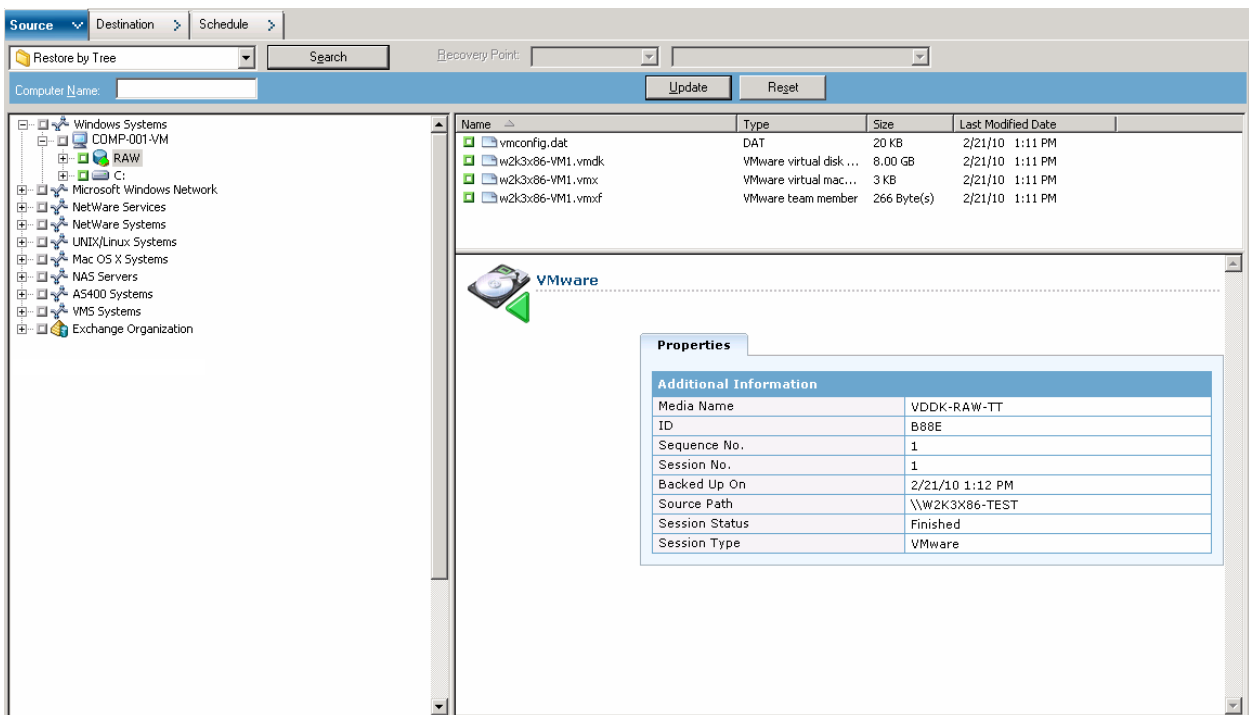 Source Destination Schedule
Restore by Tree Search Recovery Point:
Computer Name: Update Reset
Windows Systems
COMP-001-VM
RAW
C:
Microsoft Windows Network
NetWare Services
NetWare Systems
UNIX/Linux Systems
Mac OS X Systems
NAS Servers
AS400 Systems
VMS Systems
Exchange Organization
Name Type Size Last Modified Date
vmconfig.dat DAT 20 KB 2/21/10 1:11 PM
w2k3x86-VM1.vmdk VMware virtual disk ... 8.00 GB 2/21/10 1:11 PM
w2k3x86-VM1.vmx VMware virtual mac... 3 KB 2/21/10 1:11 PM
w2k3x86-VM1.vmxf VMware team member 266 Byte(s) 2/21/10 1:11 PM
VMware
Properties
Additional Information
Media Name VDDK-RAW-TT
ID B88E
Sequence No. 1
Session No. 1
Backed Up On 2/21/10 1:12 PM
Source Path \\W2K3X86-TEST
Session Status Finished
Session Type VMware